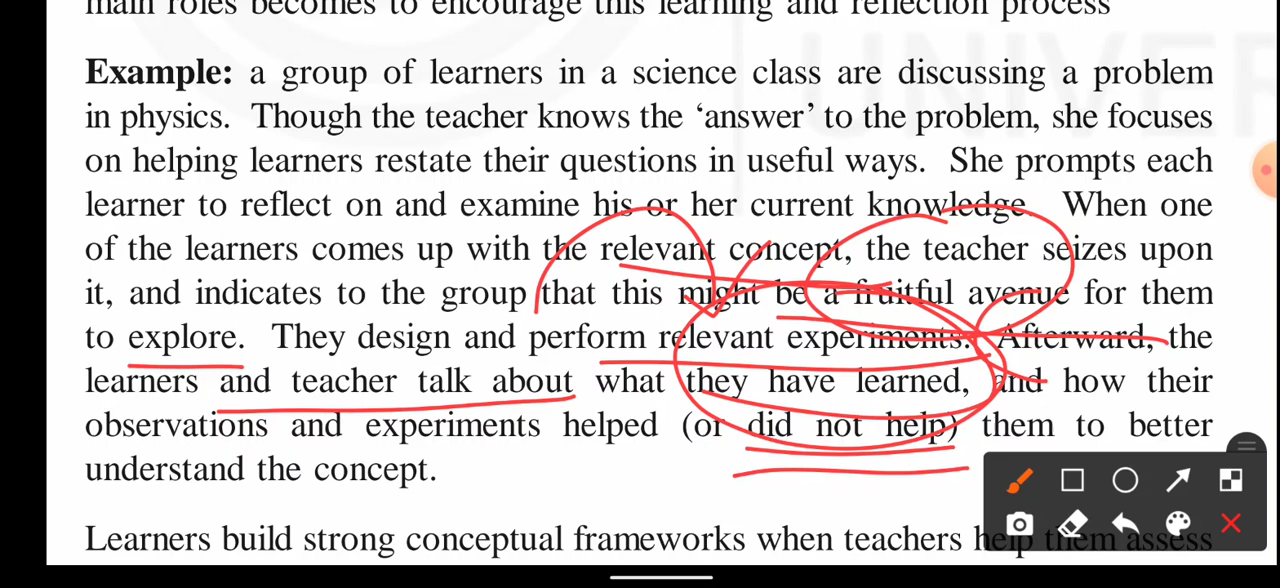 main roles becomes to encourage this learning and reflection process
Example: a group of learners in a science class are discussing a problem
in physics. Though the teacher knows the ‘answer’ to the problem, she focuses
on helping learners restate their questions in useful ways. She prompts each
learner to reflect on and examine his or her current knowledge. When one
of the learners comes up with the relevant concept, the teacher seizes upon
it, and indicates to the group that this might be a fruitful avenue for them
to explore. They design and perform relevant experiments. Afterward, the
learners and teacher talk about what they have learned, and how their
observations and experiments helped (or did not help) them to better
understand the concept.
Learners build strong conceptual frameworks when teachers help them assess
UNIVER